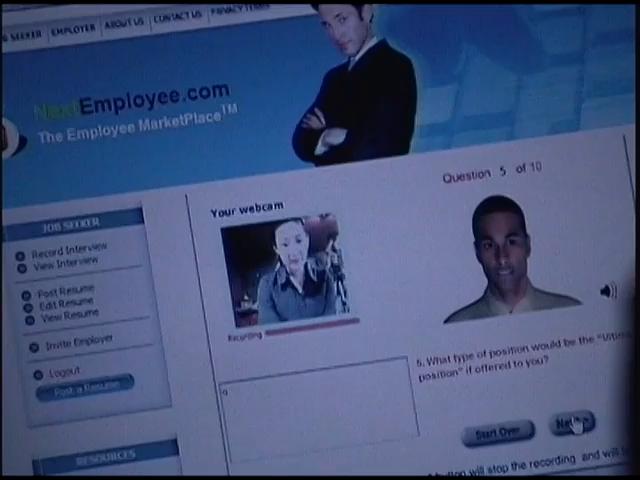 SEEKER
EMPLOYER
ABOUT US
CONTACT US
PRIVACY TERMS
NextEmployee.com
The Employee MarketPlace™
Question 5 of 10
Your webcam
JOB SEEKER
Record Interview
View Interview
Post Resume
Edit Resume
View Resume
Invite Employer
Logout
Post a Resume
RESOURCES
Recording
5. What type of position would be the "Ultim
position" if offered to you?
Start Over
button will stop the recording and will